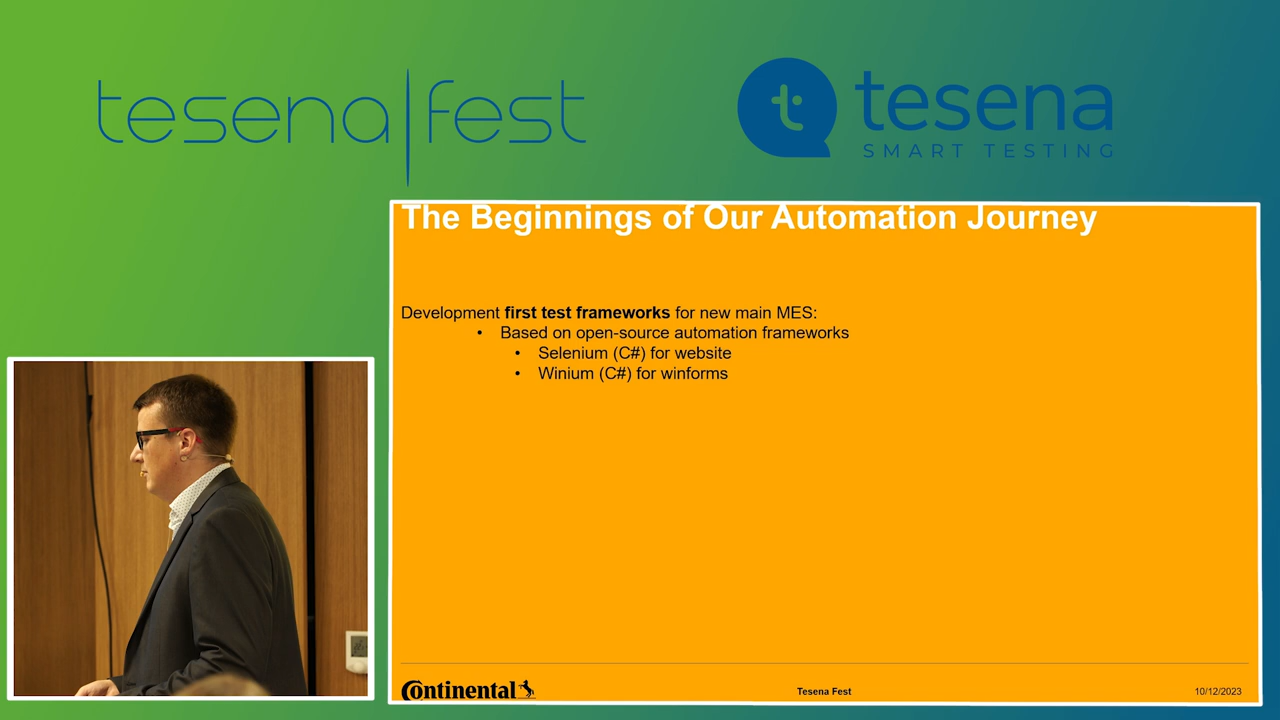 tesena|fest
t tesena
SMART TESTING
The Beginnings of Our Automation Journey
Development first test frameworks for new main MES:
• Based on open-source automation frameworks
• Selenium (C#) for website
• Winium (C#) for winforms
Continental
Tesena Fest
10/12/2023